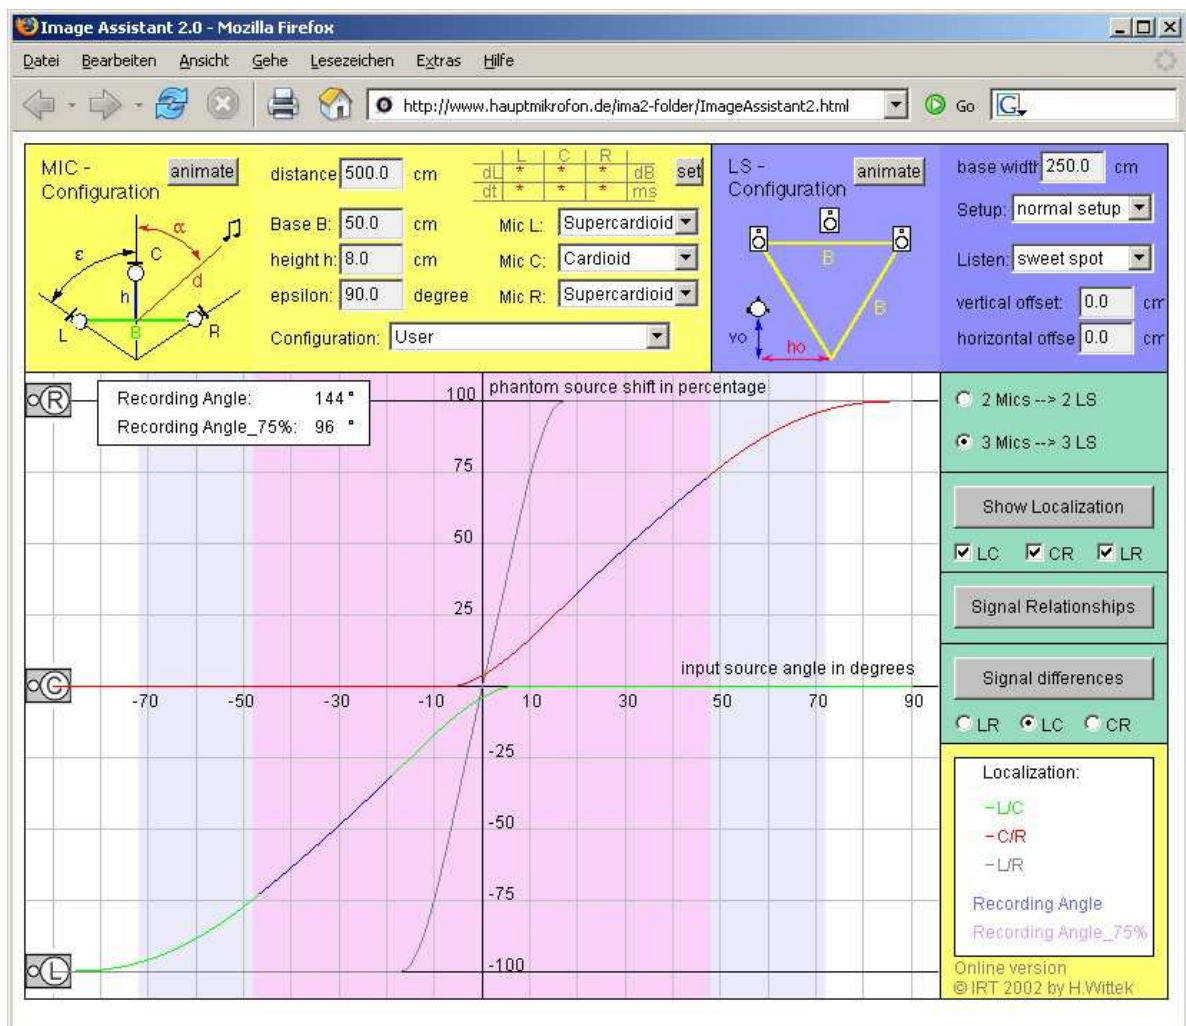 Image Assistant 2.0 - Mozilla Firefox
Datei Bearbeiten Ansicht Gehe Lesezeichen Extras Hilfe
http://www.hauptmikrofon.de/ima2-folder/ImageAssistant2.html Go G
MIC - Configuration
animate
α
ε
C
d
h
L
B
R
distance 500.0 cm
L C R
dL * * * dB
dt * * * ms
set
Base B: 50.0 cm Mic L: Supercardioid
height h: 8.0 cm Mic C: Cardioid
epsilon: 90.0 degree Mic R: Supercardioid
Configuration: User
LS - Configuration
animate
B
B
vo
ho
base widtr 250.0 cm
Setup: normal setup
Listen: sweet spot
vertical offset: 0.0 cm
horizontal offse 0.0 cm
R
Recording Angle: 144 °
Recording Angle_75%: 96 °
100 phantom source shift in percentage
75
50
25
input source angle in degrees
C
-70 -50 -30 -10 10 30 50 70 90
-25
-50
-75
-100
L
2 Mics --> 2 LS
3 Mics --> 3 LS
Show Localization
LC CR LR
Signal Relationships
Signal differences
LR LC CR
Localization:
– L/C
– C/R
– L/R
Recording Angle
Recording Angle_75%
Online version
© IRT 2002 by H.Wittek